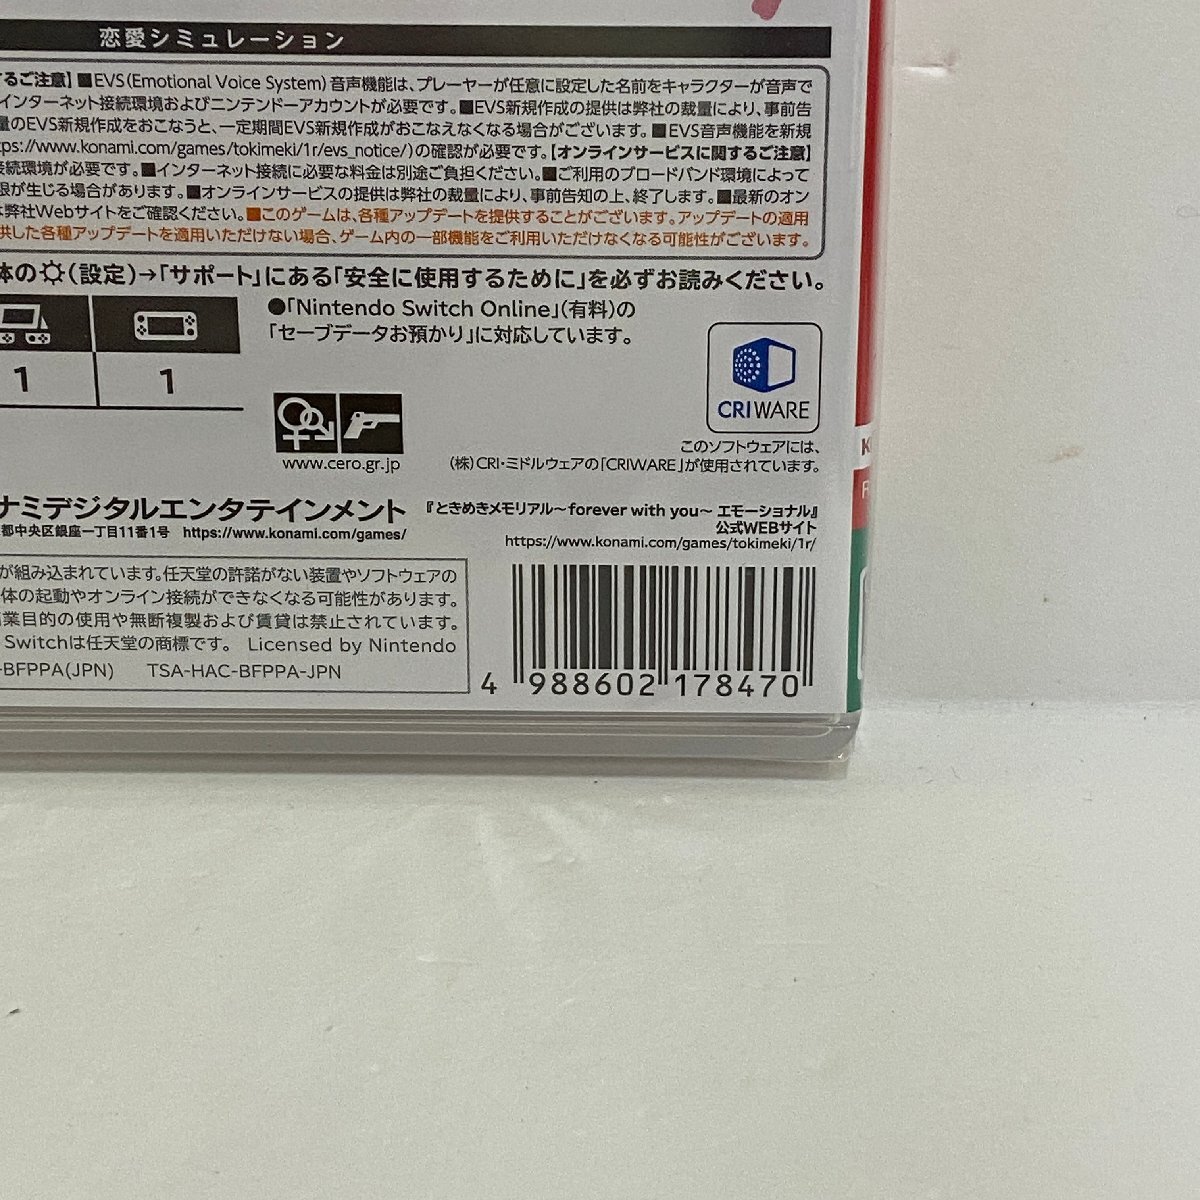 恋愛シミュレーション
るご注意】■EVS(Emotional Voice System)音声機能は、プレーヤーが任意に設定した名前をキャラクターが音声で
インターネット接続環境およびニンテンドーアカウントが必要です。■EVS新規作成の提供は弊社の裁量により、事前告
量のEVS新規作成をおこなうと、一定期間EVS新規作成がおこなえなくなる場合がございます。■EVS音声機能を新規
tps://www.konami.com/games/tokimeki/1r/evs_notice/)の確認が必要です。【オンラインサービスに関するご注意】
接続環境が必要です。■インターネット接続に必要な料金は別途ご負担ください。■ご利用のブロードバンド環境によって
限が生じる場合があります。■オンラインサービスの提供は弊社の裁量により、事前告知の上、終了します。■最新のオン
は弊社Webサイトをご確認ください。■このゲームは、各種アップデートを提供することがございます。アップデートの適用
供した各種アップデートを適用いただけない場合、ゲーム内の一部機能をご利用いただけなくなる可能性がございます。
体の(設定)→「サポート」にある「安全に使用するために」を必ずお読みください。
1
1
●「Nintendo Switch Online」(有料)の
「セーブデータお預かり」に対応しています。
CRIWARE
www.cero.gr.jp
このソフトウェアには、
(株)CRI・ミドルウェアの「CRIWARE」が使用されています。
ナミデジタルエンタテインメント
都中央区銀座一丁目11番1号 https://www.konami.com/games/
『ときめきメモリアル～forever with you～ エモーショナル』
公式WEBサイト
https://www.konami.com/games/tokimeki/1r/
が組み込まれています。任天堂の許諾がない装置やソフトウェアの
体の起動やオンライン接続ができなくなる可能性があります。
業目的の使用や無断複製および賃貸は禁止されています。
Switchは任天堂の商標です。 Licensed by Nintendo
-BFPPA(JPN) TSA-HAC-BFPPA-JPN
4 988602 178470